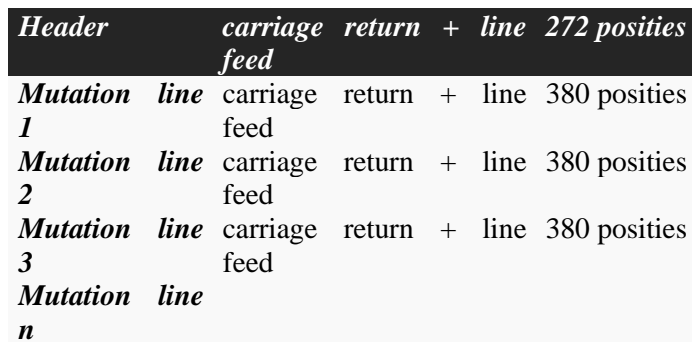 Header carriage return + line 272 posities
feed
Mutation line carriage return + line 380 posities
1 feed
Mutation line carriage return + line 380 posities
2 feed
Mutation line carriage return + line 380 posities
3 feed
Mutation line
n